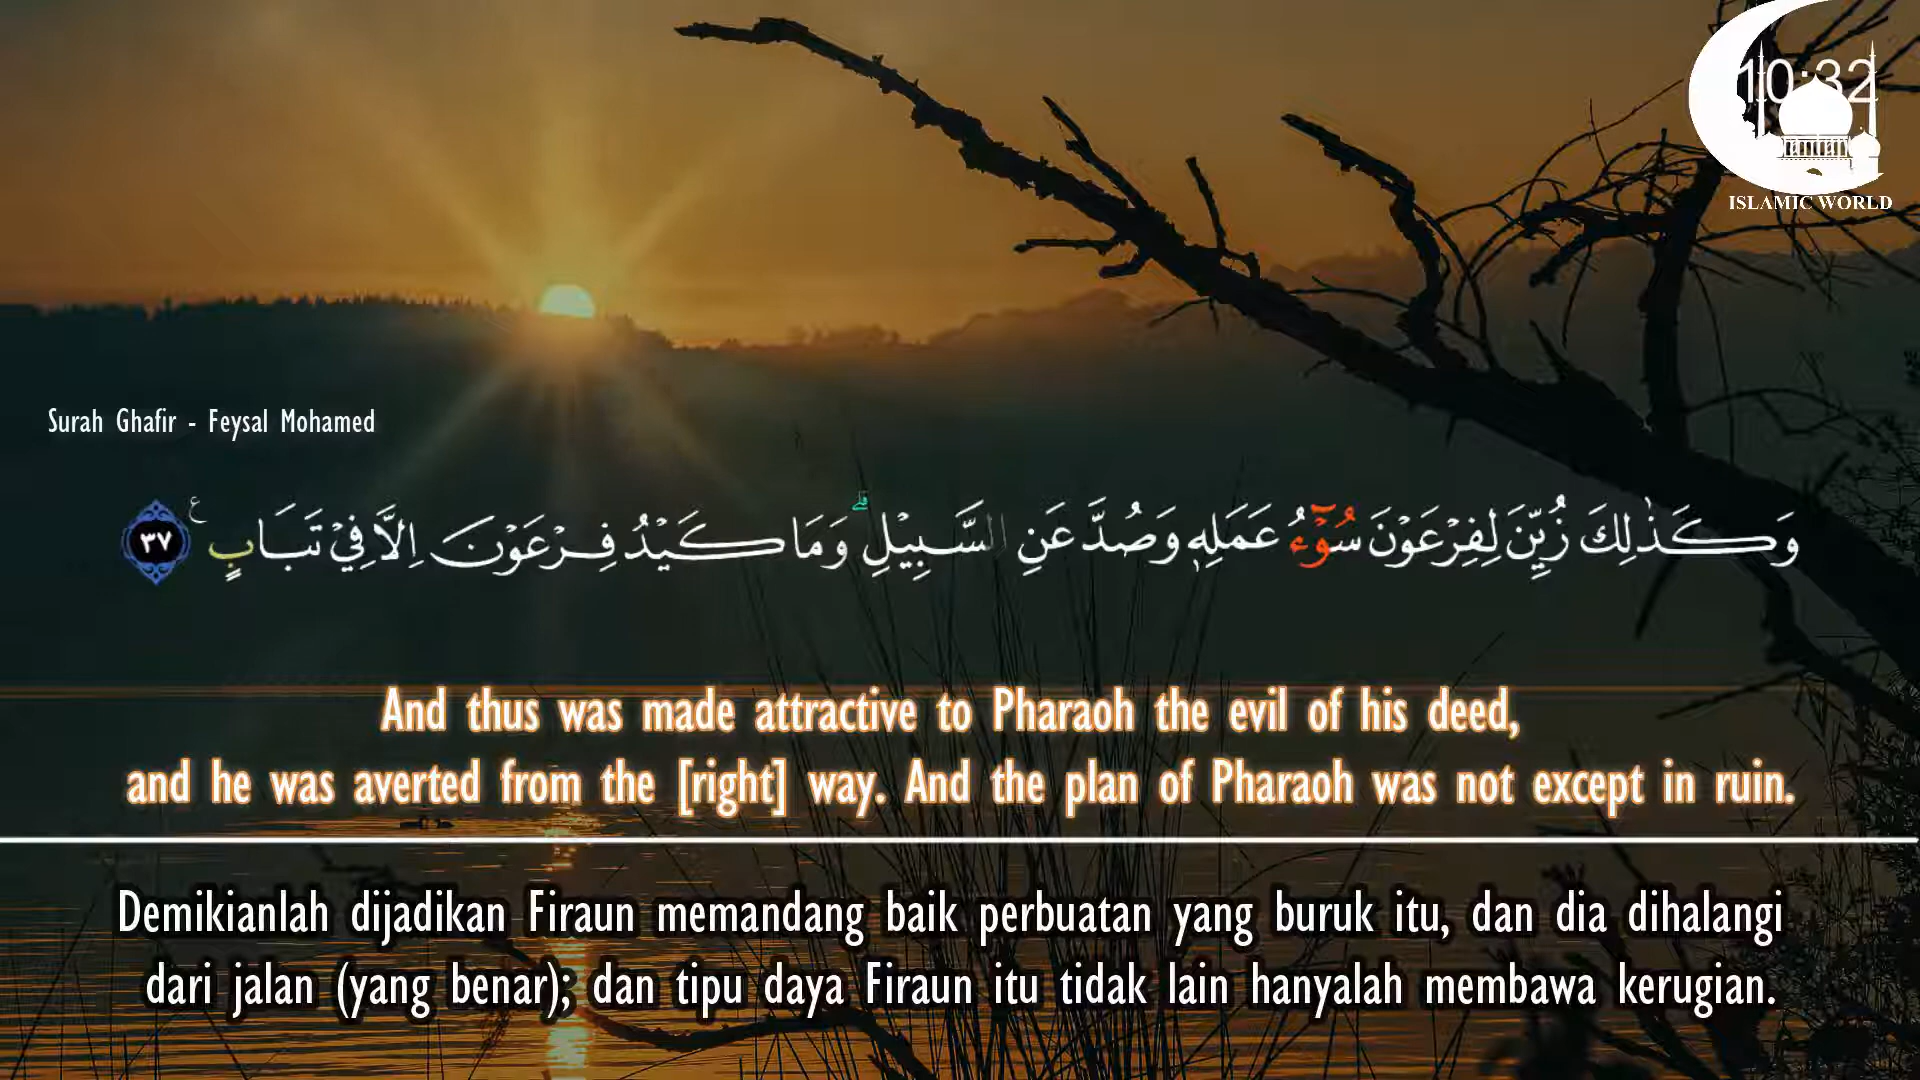 10:32
ISLAMIC WORLD
Surah Ghafir - Feysal Mohamed
وَكَذٰلِكَ زُيِّنَ لِفِرْعَوْنَ سُوْۤءُ عَمَلِهٖ وَصُدَّ عَنِ السَّبِيْلِ ۗوَمَا كَيْدُ فِرْعَوْنَ اِلَّا فِيْ تَبَابٍ ࣖ ٣٧
And thus was made attractive to Pharaoh the evil of his deed,
and he was averted from the [right] way. And the plan of Pharaoh was not except in ruin.
Demikianlah dijadikan Firaun memandang baik perbuatan yang buruk itu, dan dia dihalangi
dari jalan (yang benar); dan tipu daya Firaun itu tidak lain hanyalah membawa kerugian.